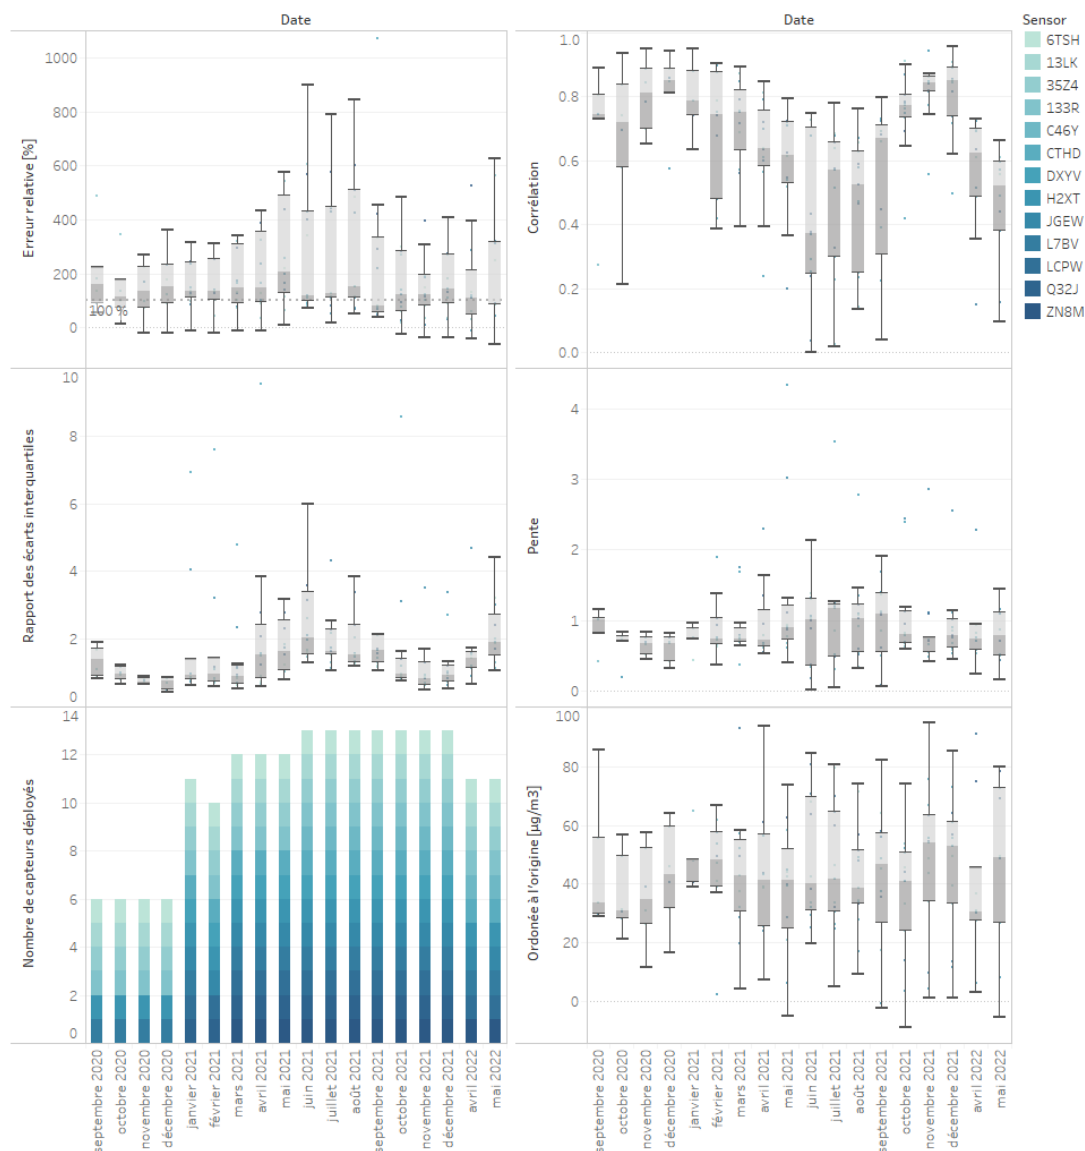 Date
Date
Sensor
6TSH
13LK
35Z4
133R
C46Y
CTHD
DXYV
H2XT
JGEW
L7BV
LCPW
Q32J
ZN8M
Erreur relative [%]
1000
800
600
400
200
0
100 %
Corrélation
1.0
0.8
0.6
0.4
0.2
0.0
Rapport des écarts interquartiles
10
8
6
4
2
0
Pente
4
3
2
1
0
Nombre de capteurs déployés
14
12
10
8
6
4
2
0
Ordonée à l'origine [µg/m3]
100
80
60
40
20
0
septembre 2020
octobre 2020
novembre 2020
décembre 2020
janvier 2021
février 2021
mars 2021
avril 2021
mai 2021
juin 2021
juillet 2021
août 2021
septembre 2021
octobre 2021
novembre 2021
décembre 2021
avril 2022
mai 2022
septembre 2020
octobre 2020
novembre 2020
décembre 2020
janvier 2021
février 2021
mars 2021
avril 2021
mai 2021
juin 2021
juillet 2021
août 2021
septembre 2021
octobre 2021
novembre 2021
décembre 2021
avril 2022
mai 2022